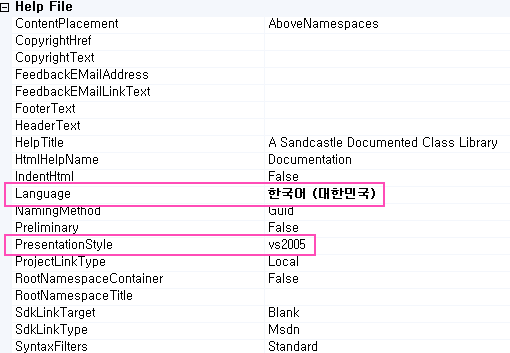 Help File
ContentPlacement AboveNamespaces
CopyrightHref
CopyrightText
FeedbackEMailAddress
FeedbackEMailLinkText
FooterText
HeaderText
HelpTitle A Sandcastle Documented Class Library
HtmlHelpName Documentation
IndentHtml False
Language 한국어 (대한민국)
NamingMethod Guid
Preliminary False
PresentationStyle vs2005
ProjectLinkType Local
RootNamespaceContainer False
RootNamespaceTitle
SdkLinkTarget Blank
SdkLinkType Msdn
SyntaxFilters Standard